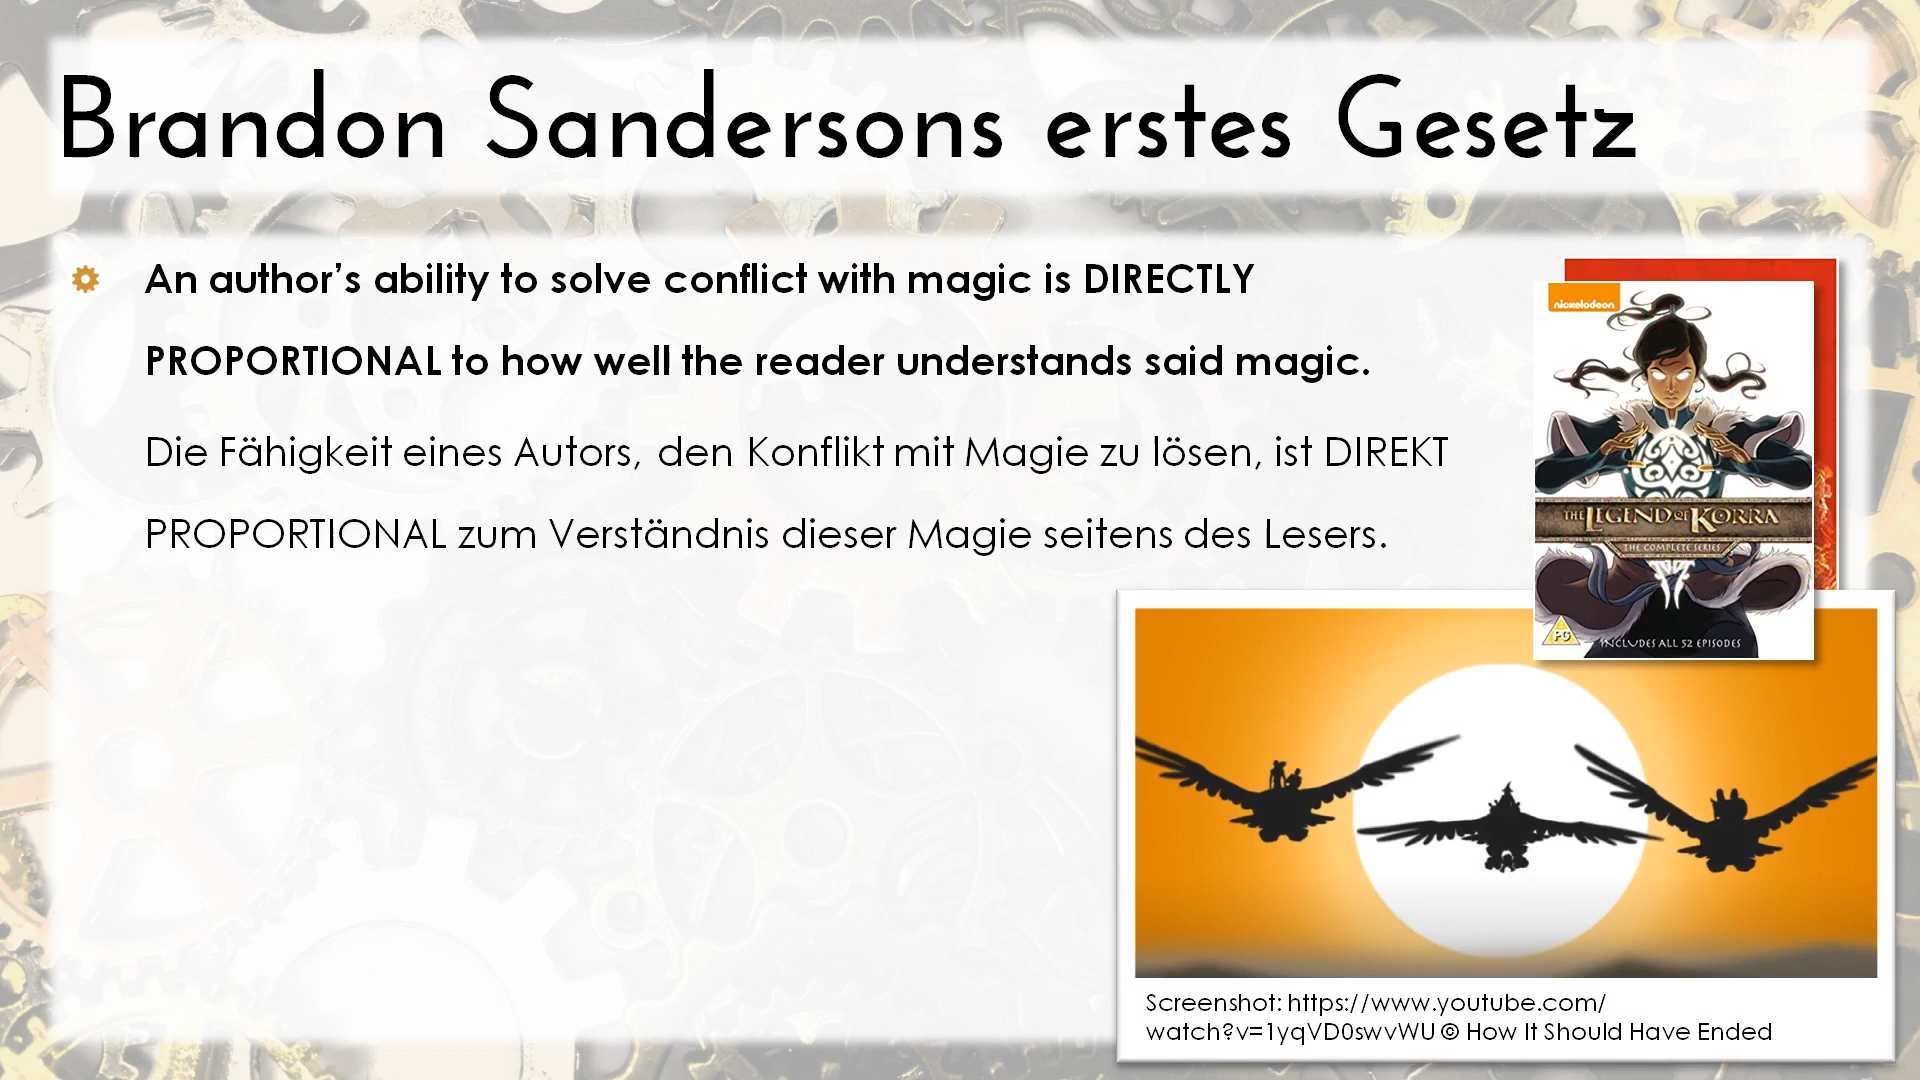 Brandon Sandersons erstes Gesetz
An author’s ability to solve conflict with magic is DIRECTLY
PROPORTIONAL to how well the reader understands said magic.
Die Fähigkeit eines Autors, den Konflikt mit Magie zu lösen, ist DIREKT
PROPORTIONAL zum Verständnis dieser Magie seitens des Lesers.
nickelodeon
THE LEGEND OF KORRA
THE COMPLETE SERIES
PG
INCLUDES ALL 52 EPISODES
Screenshot: https://www.youtube.com/
watch?v=1yqVD0swvWU © How It Should Have Ended